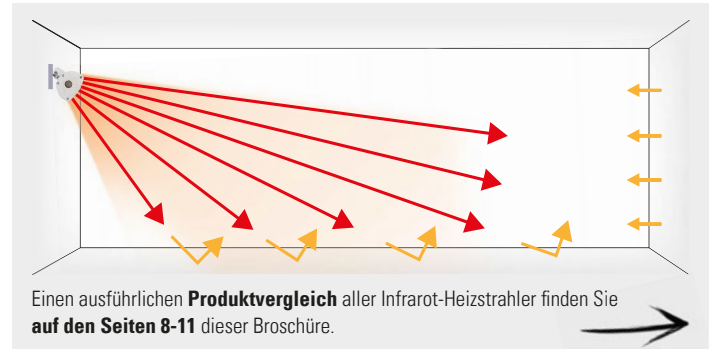 Einen ausführlichen Produktvergleich aller Infrarot-Heizstrahler finden Sie
auf den Seiten 8-11 dieser Broschüre.